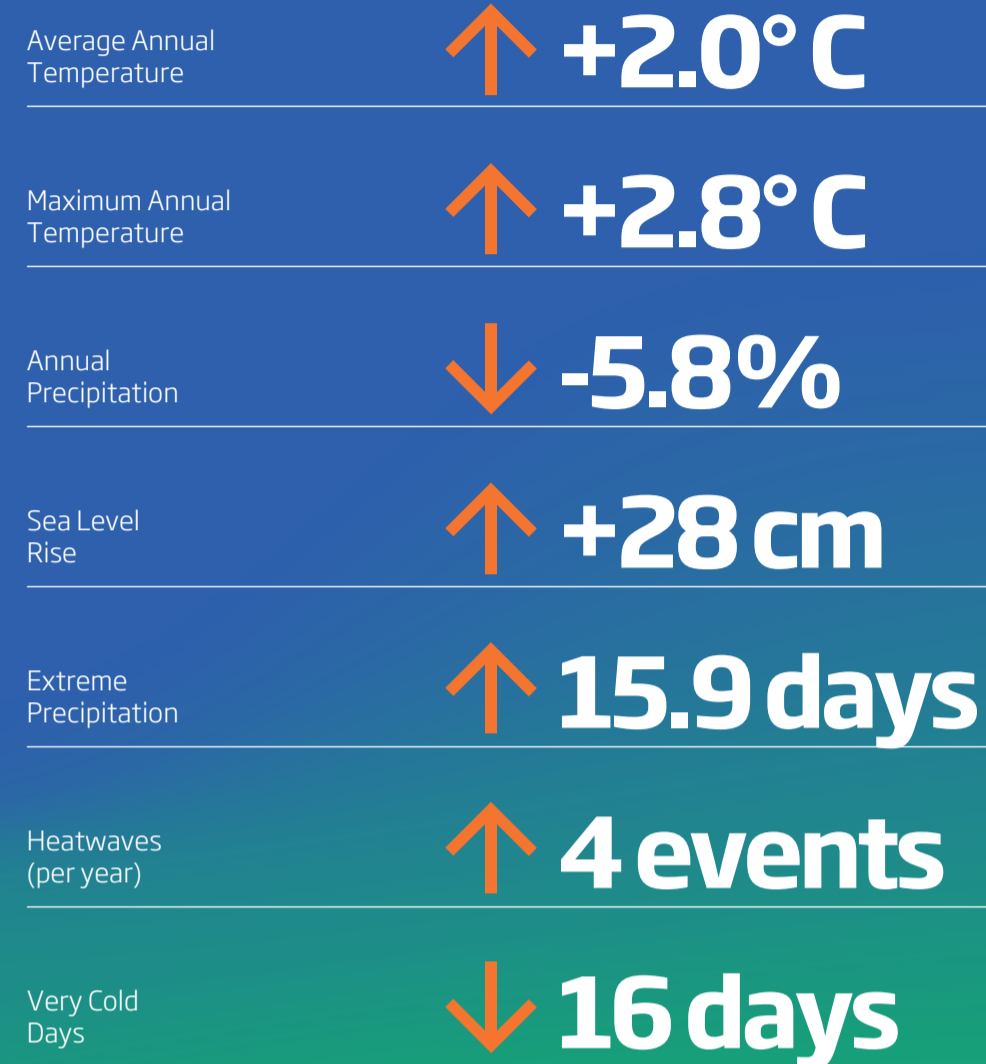 Average Annual
Temperature
+2.0° C
Maximum Annual
Temperature
+2.8° C
Annual
Precipitation
-5.8%
Sea Level
Rise
+28 cm
Extreme
Precipitation
15.9 days
Heatwaves
(per year)
4 events
Very Cold
Days
16 days